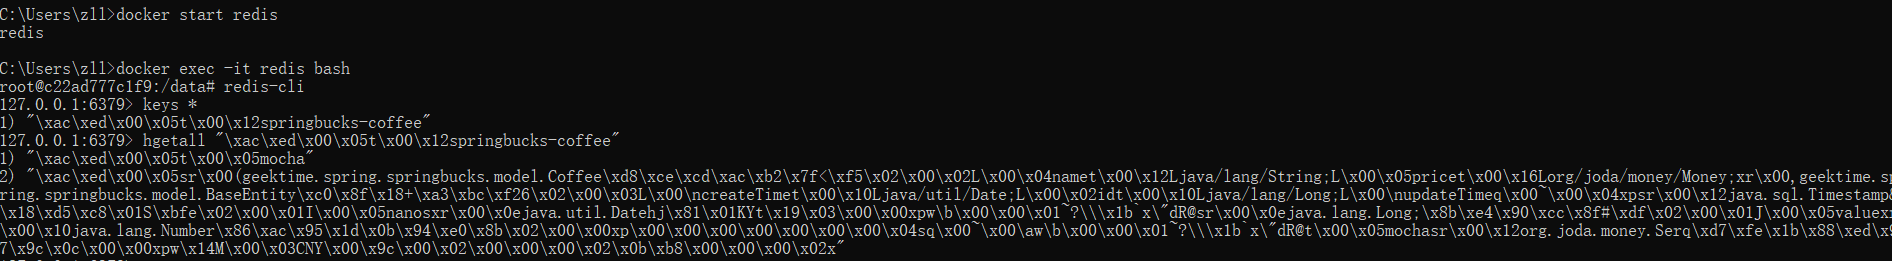 C:\Users\zll>docker start redis
redis
C:\Users\zll>docker exec -it redis bash
root@c22ad777c1f9:/data# redis-cli
127.0.0.1:6379> keys *
1) "\xac\xed\x00\x05t\x00\x12springbucks-coffee"
127.0.0.1:6379> hgetall "\xac\xed\x00\x05t\x00\x12springbucks-coffee"
1) "\xac\xed\x00\x05t\x00\x05mocha"
2) "\xac\xed\x00\x05sr\x00(geektime.spring.springbucks.model.Coffee\xd8\xce\xcd\xac\xb2\x7f<\xf5\x02\x00\x02L\x00\x04namet\x00\x12Ljava/lang/String;L\x00\x05pricet\x00\x16Lorg/joda/money/Money;xr\x00,geektime.sp
ring.springbucks.model.BaseEntity\xc0\x8f\x18+\xa3\xbc\xf26\x02\x00\x03L\x00\ncreateTimet\x00\x10Ljava/util/Date;L\x00\x02idt\x00\x10Ljava/lang/Long;L\x00\nupdateTimeq\x00~\x00\x04xpsr\x00\x12java.sql.Timestamp&
\x18\xd5\xc8\x01S\xbfe\x02\x00\x01I\x00\x05nanosxr\x00\x0ejava.util.Datehj\x81\x01KYt\x19\x03\x00\x00xpw\b\x00\x00\x01~?\\\x1b`x\"dR@sr\x00\x0ejava.lang.Long;\x8b\xe4\x90\xcc\x8f#\xdf\x02\x00\x01J\x00\x05valuexr
\x00\x10java.lang.Number\x86\xac\x95\x1d\x0b\x94\xe0\x8b\x02\x00\x00xp\x00\x00\x00\x00\x00\x00\x00\x04sq\x00~\x00\aw\b\x00\x00\x01~?\\\x1b`x\"dR@t\x00\x05mochasr\x00\x12org.joda.money.Serq\xd7\xfe\x1b\x88\xed\x9
7\x9c\x0c\x00\x00xpw\x14M\x00\x03CNY\x00\x9c\x00\x02\x00\x00\x00\x02\x0b\xb8\x00\x00\x00\x02x"